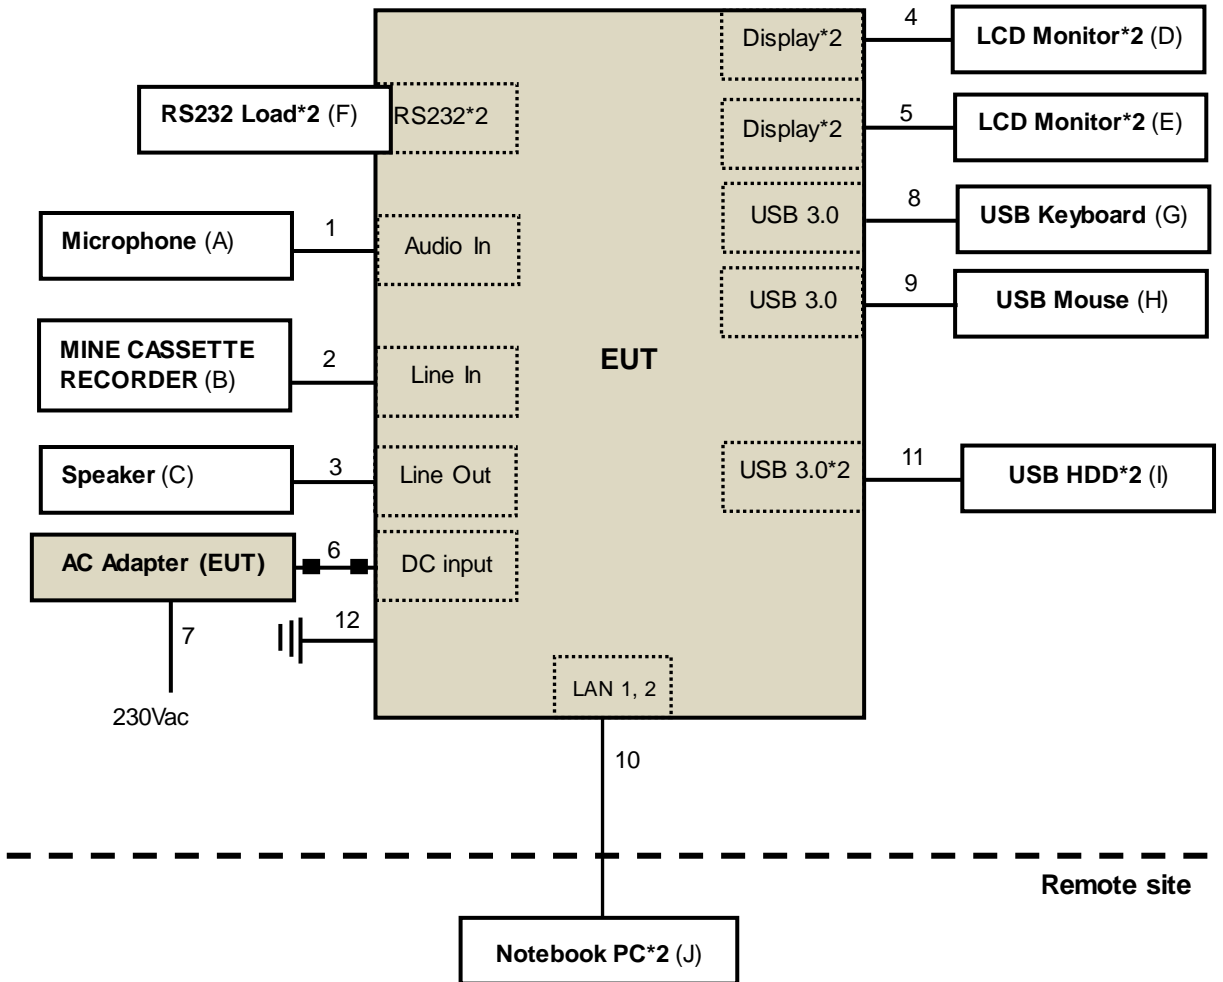 4
Display*2
LCD Monitor*2 (D)
RS232 Load*2 (F)
RS232*2
5
Display*2
LCD Monitor*2 (E)
8
USB 3.0
USB Keyboard (G)
Microphone (A)
1
Audio In
9
USB 3.0
USB Mouse (H)
MINE CASSETTE
RECORDER (B)
2
Line In
EUT
Speaker (C)
3
Line Out
USB 3.0*2
11
USB HDD*2 (I)
AC Adapter (EUT)
6
DC input
7
12
230Vac
LAN 1, 2
10
Remote site
Notebook PC*2 (J)